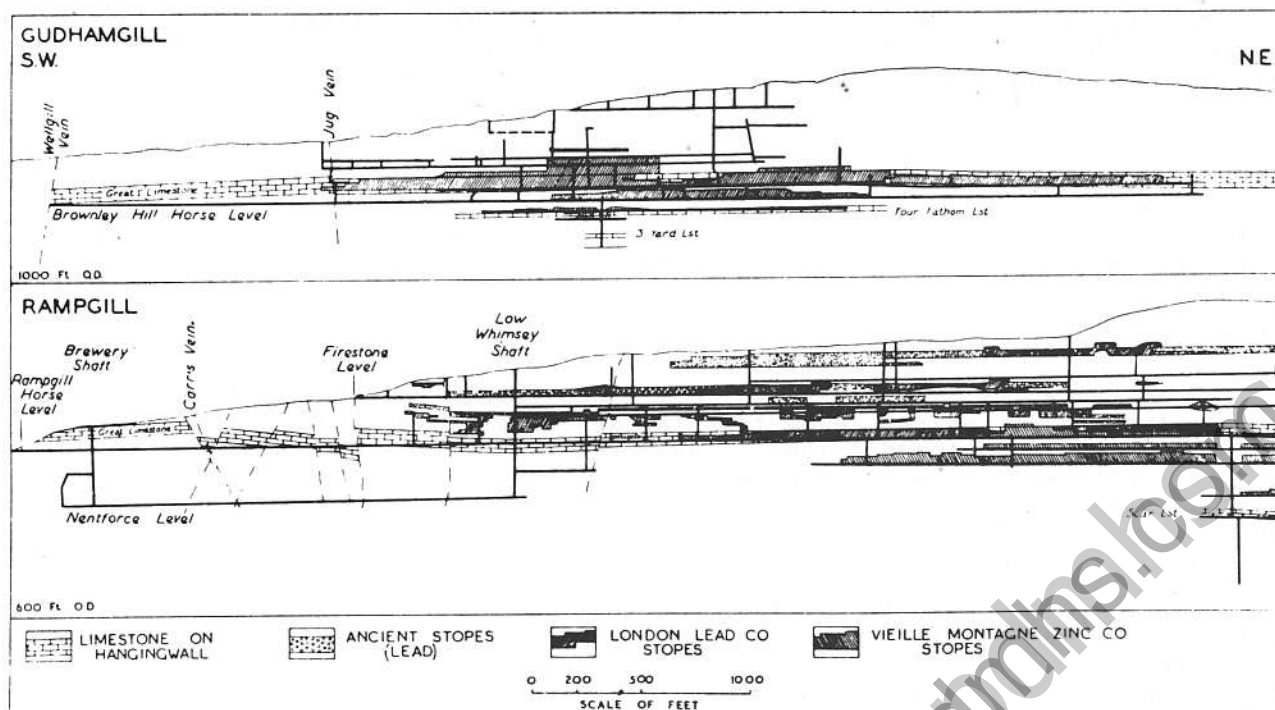 GUDHAMGILL
S.W.
N.E.
Wellgill
Vein
Jug Vein
Great Limestone
Brownley Hill Horse Level
Four Fathom Lst
3 Yard Lst
1000 Ft O.D.
RAMPGILL
Brewery
Shaft
Rampgill
Horse
Level
Carr's Vein
Firestone
Level
Low
Whimsey
Shaft
Great Limestone
Nentforce Level
Scar Lst
600 Ft O.D
LIMESTONE ON
HANGINGWALL
ANCIENT STOPES
(LEAD)
LONDON LEAD CO
STOPES
VIEILLE MONTAGNE ZINC CO
STOPES
0 200 500 1000
SCALE OF FEET